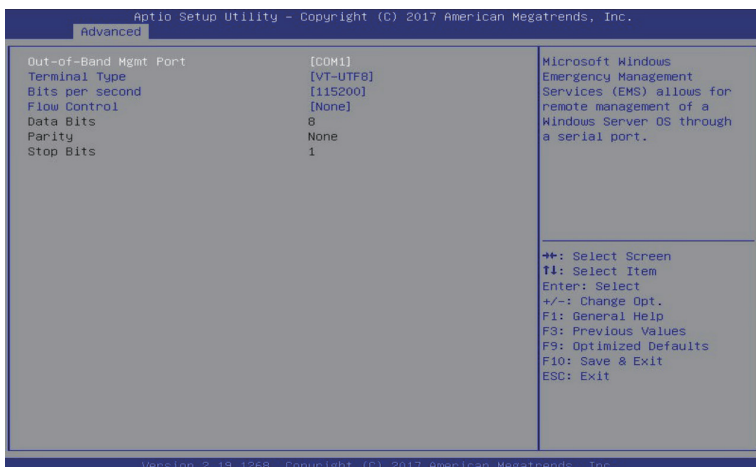 Aptio Setup Utility – Copyright (C) 2017 American Megatrends, Inc.
Advanced
Out-of-Band Mgmt Port [COM1]
Terminal Type [VT-UTF8]
Bits per second [115200]
Flow Control [None]
Data Bits 8
Parity None
Stop Bits 1
Microsoft Windows
Emergency Management
Services (EMS) allows for
remote management of a
Windows Server OS through
a serial port.
→←: Select Screen
↑↓: Select Item
Enter: Select
+/-: Change Opt.
F1: General Help
F3: Previous Values
F9: Optimized Defaults
F10: Save & Exit
ESC: Exit
Version 2.19.1268. Copyright (C) 2017 American Megatrends, Inc.